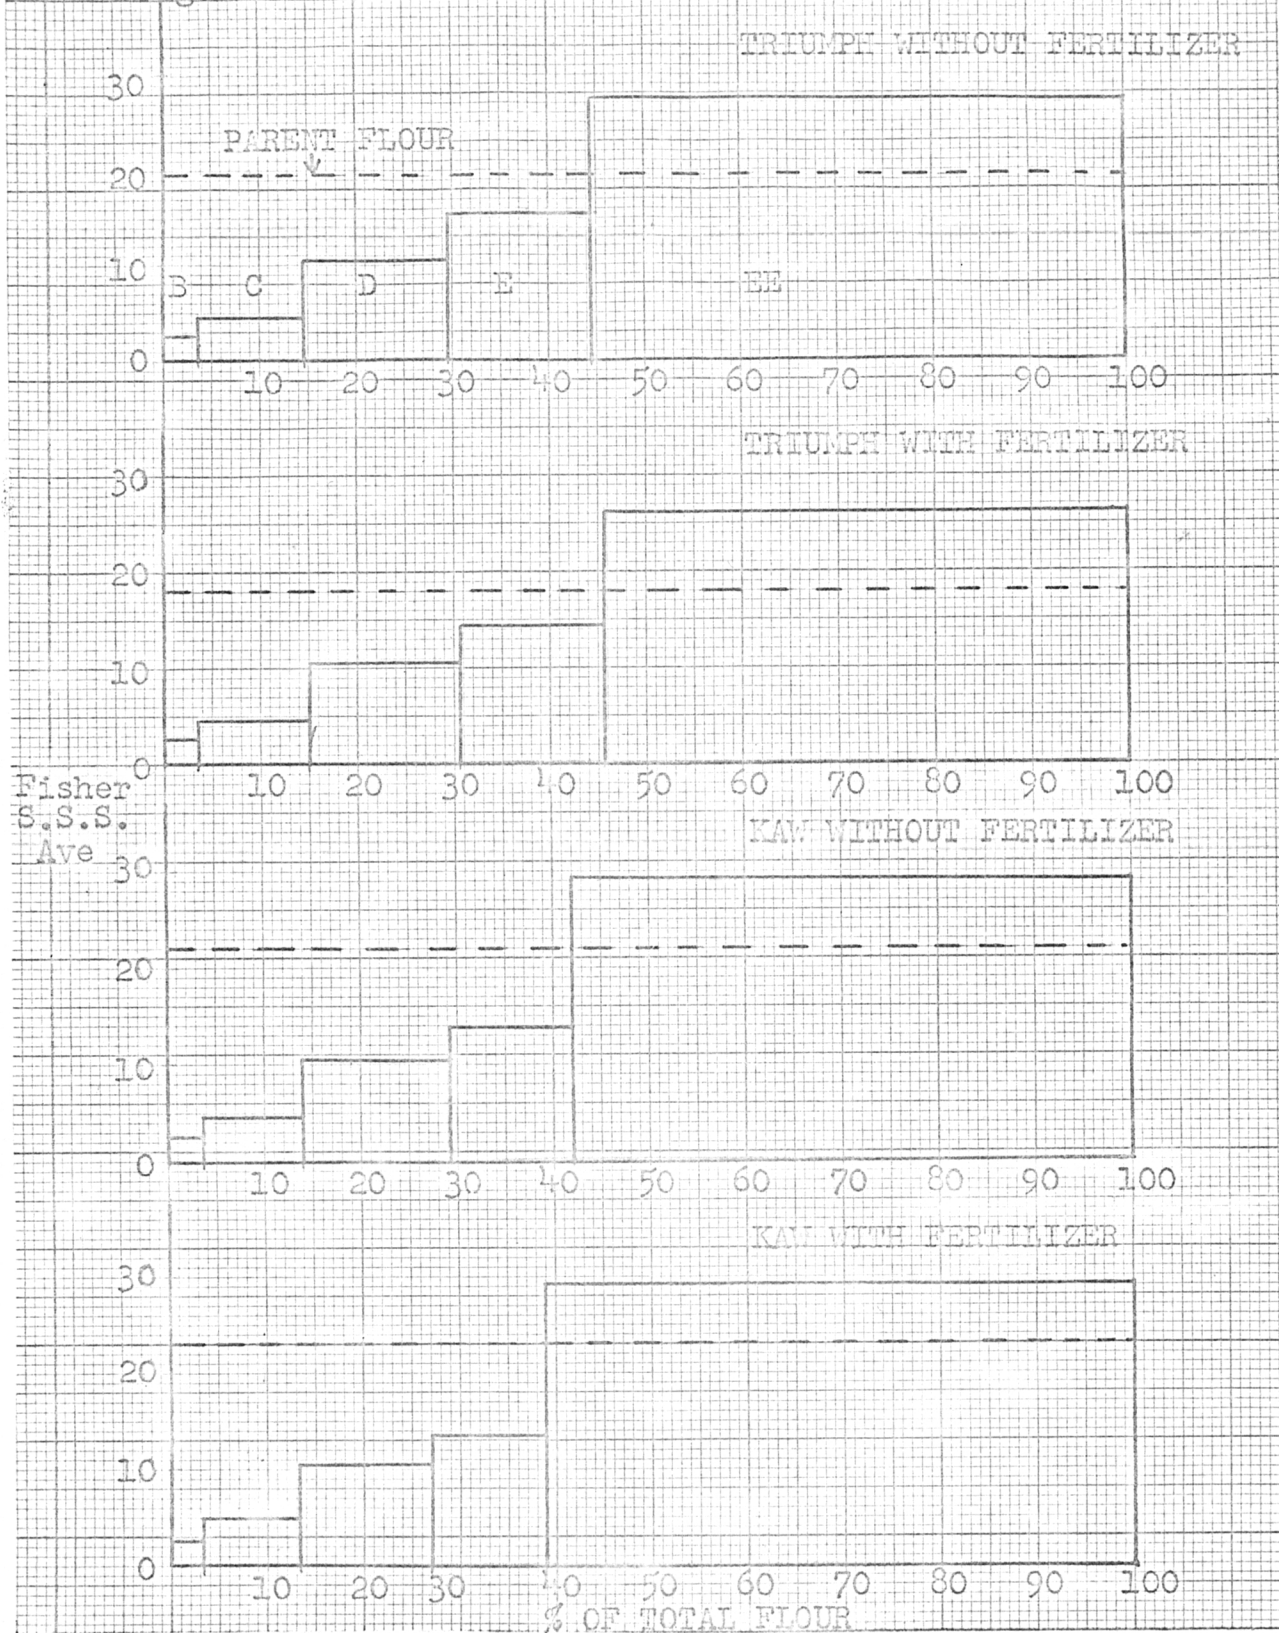 TRIUMPH WITHOUT FERTILIZER
30
PARENT FLOUR
20
10
B C D E EE
0
10 20 30 40 50 60 70 80 90 100
TRIUMPH WITH FERTILIZER
30
20
10
0
10 20 30 40 50 60 70 80 90 100
Fisher
S.S.S.
Ave
KAW WITHOUT FERTILIZER
30
20
10
0
10 20 30 40 50 60 70 80 90 100
KAW WITH FERTILIZER
30
20
10
0
10 20 30 40 50 60 70 80 90 100
% OF TOTAL FLOUR